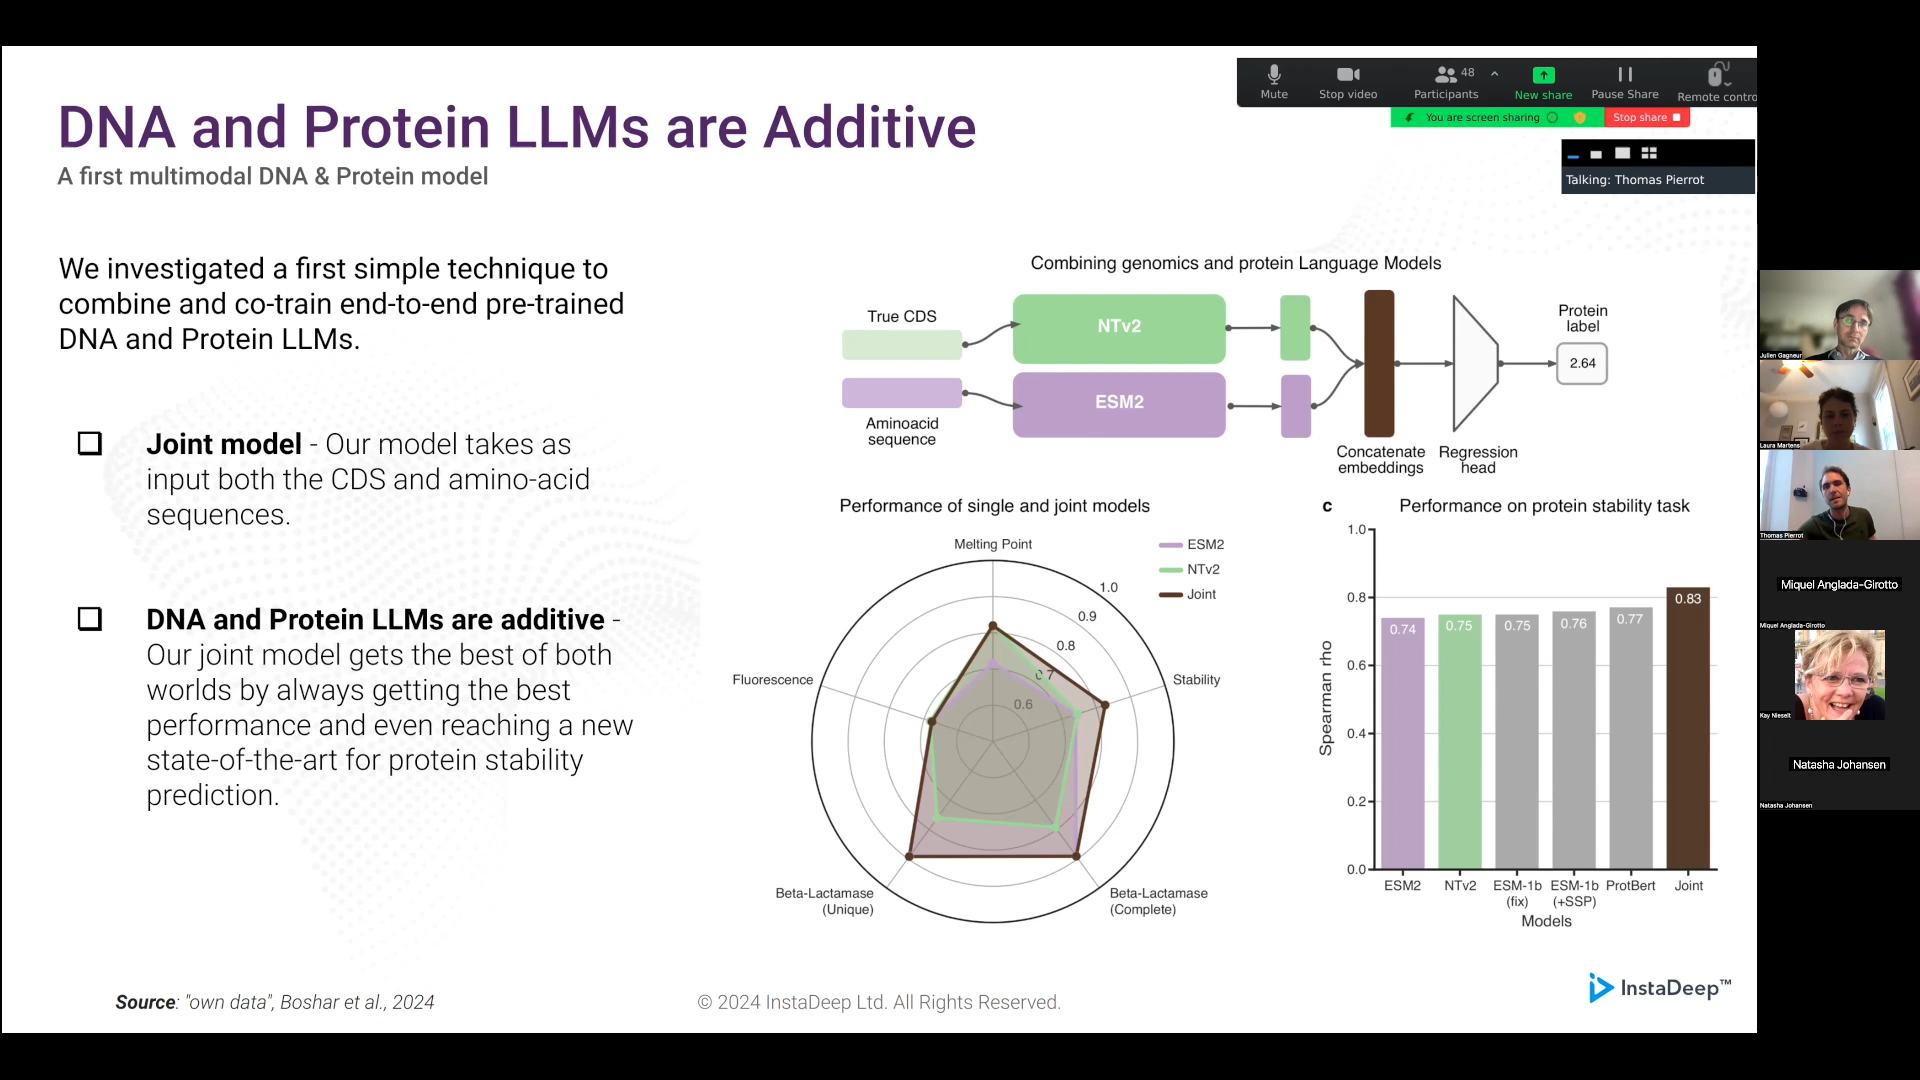 DNA and Protein LLMs are Additive
A first multimodal DNA & Protein model
Mute
Stop video
48
Participants
New share
Pause Share
Remote contro
You are screen sharing
Stop share
Talking: Thomas Pierrot
We investigated a first simple technique to
combine and co-train end-to-end pre-trained
DNA and Protein LLMs.
Joint model - Our model takes as
input both the CDS and amino-acid
sequences.
DNA and Protein LLMs are additive -
Our joint model gets the best of both
worlds by always getting the best
performance and even reaching a new
state-of-the-art for protein stability
prediction.
Combining genomics and protein Language Models
True CDS
NTv2
Aminoacid
sequence
ESM2
Concatenate
embeddings
Regression
head
Protein
label
2.64
Performance of single and joint models
Melting Point
ESM2
NTv2
Joint
1.0
0.9
0.8
0.7
0.6
Fluorescence
Stability
Beta-Lactamase
(Unique)
Beta-Lactamase
(Complete)
c
Performance on protein stability task
1.0
0.8
0.6
0.4
0.2
0.0
Spearman rho
0.74
0.75
0.75
0.76
0.77
0.83
ESM2
NTv2
ESM-1b
(fix)
ESM-1b
(+SSP)
ProtBert
Joint
Models
Source: "own data", Boshar et al., 2024
© 2024 InstaDeep Ltd. All Rights Reserved.
InstaDeep™
Julien Gagneur
Laura Martens
Thomas Pierrot
Miquel Anglada-Girotto
Miquel Anglada-Girotto
Kay Nieselt
Natasha Johansen
Natasha Johansen